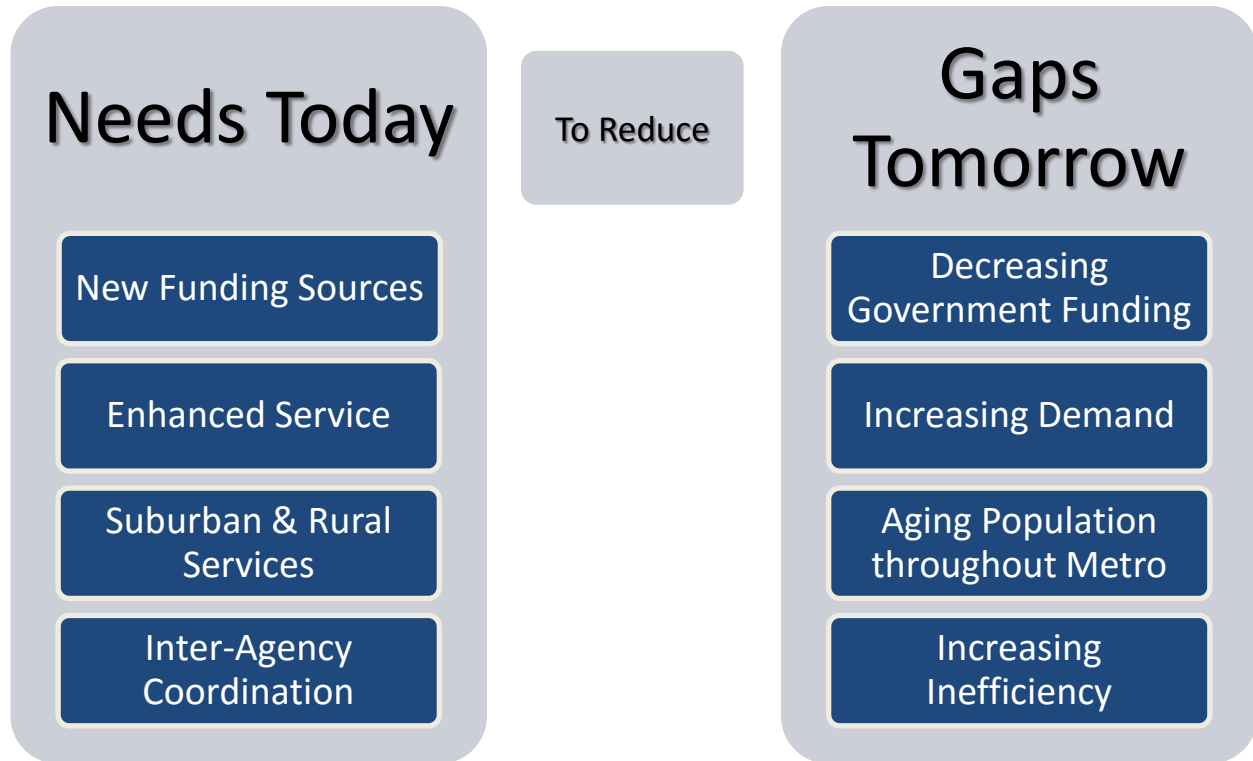 Needs Today
New Funding Sources
Enhanced Service
Suburban & Rural
Services
Inter-Agency
Coordination
To Reduce
Gaps
Tomorrow
Decreasing
Government Funding
Increasing Demand
Aging Population
throughout Metro
Increasing
Inefficiency